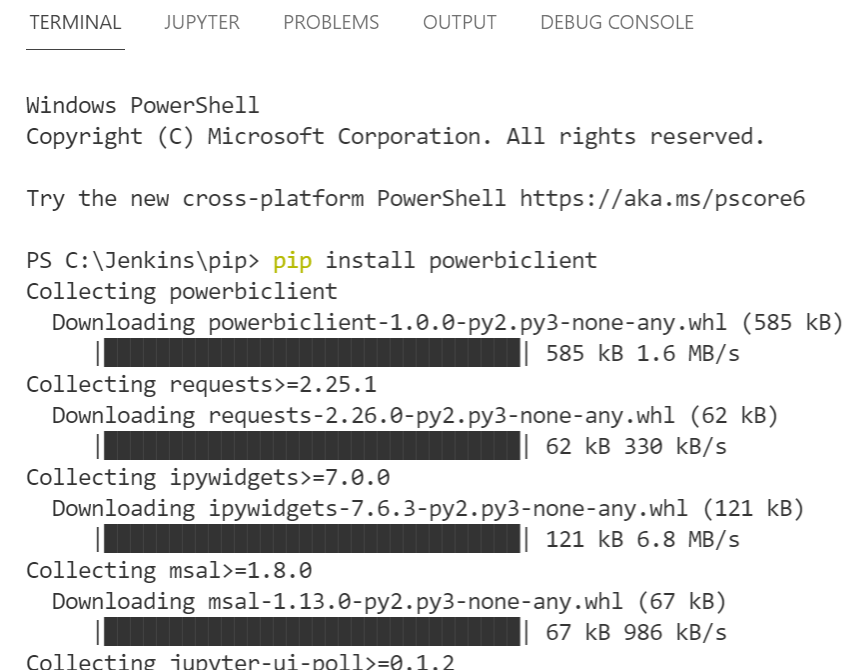 TERMINAL JUPYTER PROBLEMS OUTPUT DEBUG CONSOLE
Windows PowerShell
Copyright (C) Microsoft Corporation. All rights reserved.
Try the new cross-platform PowerShell https://aka.ms/pscore6
PS C:\Jenkins\pip> pip install powerbiclient
Collecting powerbiclient
  Downloading powerbiclient-1.0.0-py2.py3-none-any.whl (585 kB)
     |████████████████████████████████| 585 kB 1.6 MB/s
Collecting requests>=2.25.1
  Downloading requests-2.26.0-py2.py3-none-any.whl (62 kB)
     |████████████████████████████████| 62 kB 330 kB/s
Collecting ipywidgets>=7.0.0
  Downloading ipywidgets-7.6.3-py2.py3-none-any.whl (121 kB)
     |████████████████████████████████| 121 kB 6.8 MB/s
Collecting msal>=1.8.0
  Downloading msal-1.13.0-py2.py3-none-any.whl (67 kB)
     |████████████████████████████████| 67 kB 986 kB/s
Collecting jupyter-ui-poll>=0.1.2